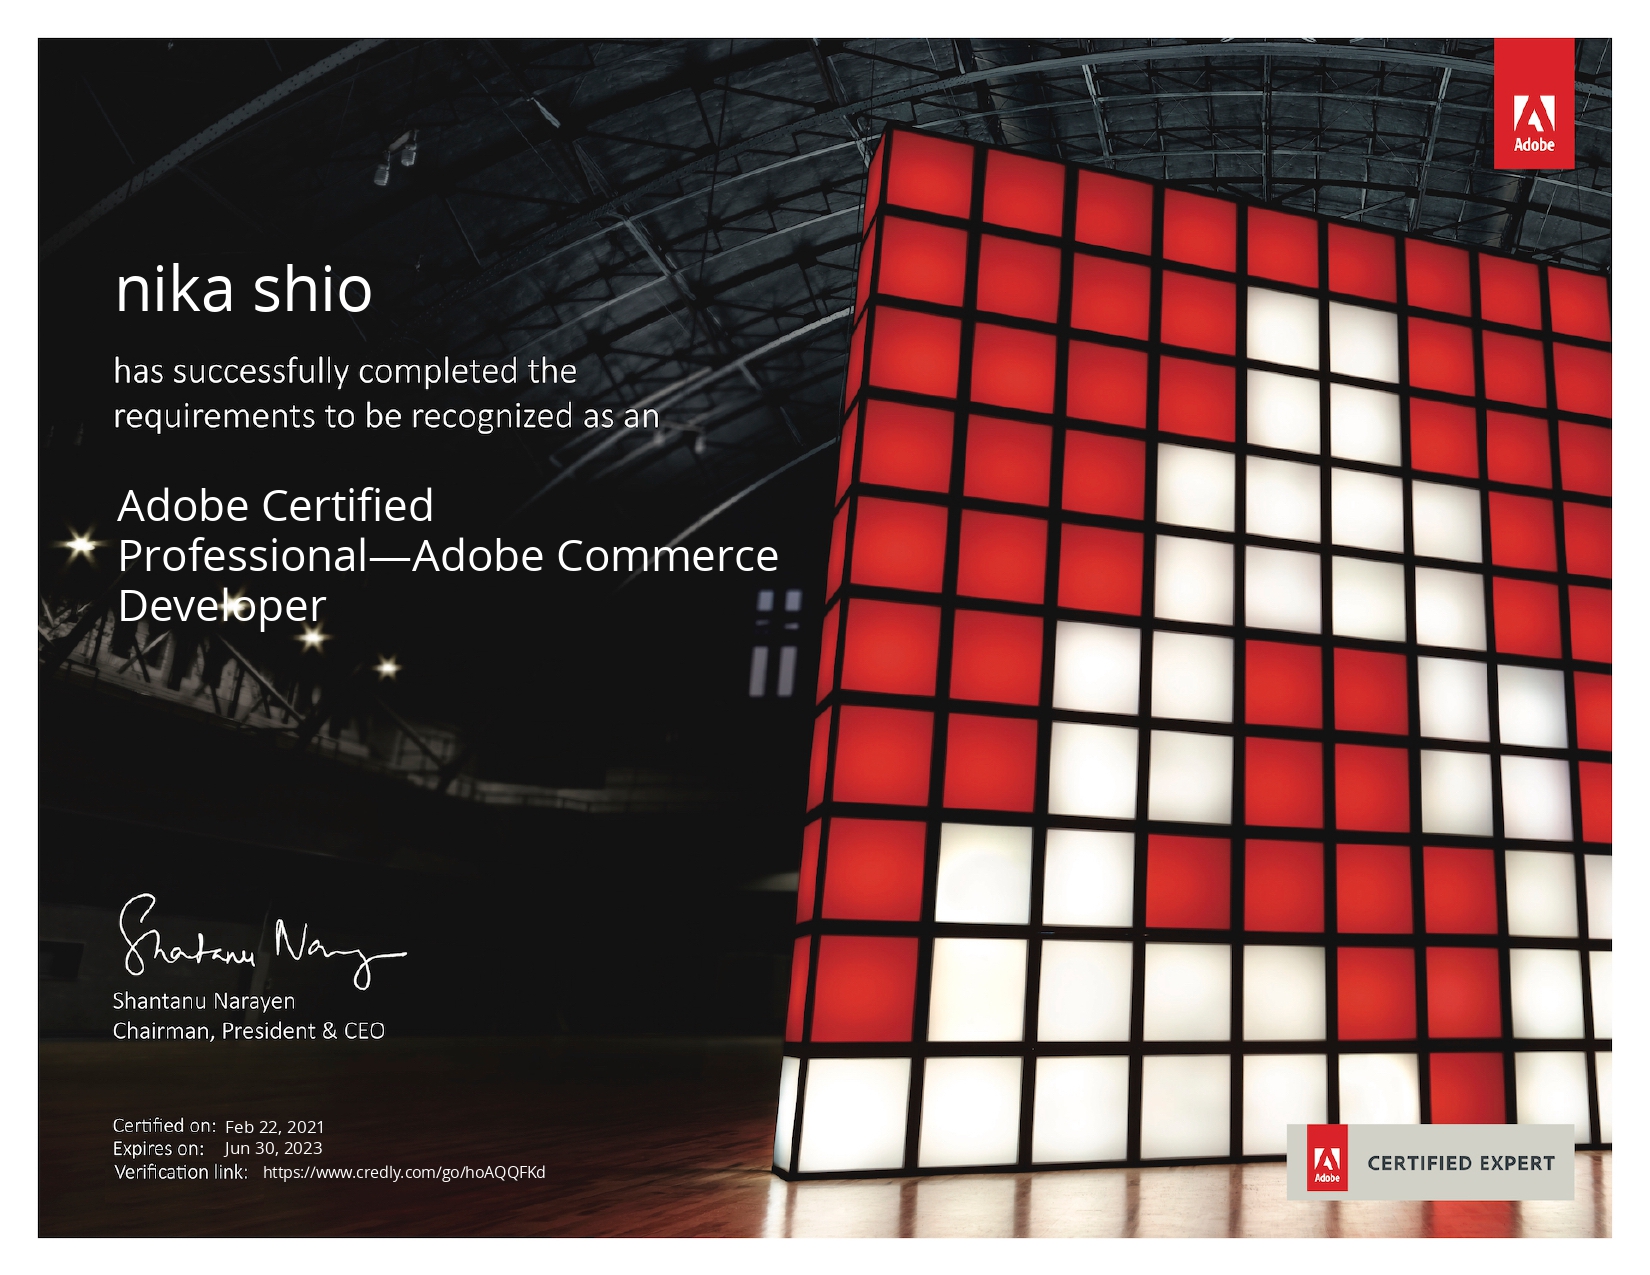 Adobe
nika shio
has successfully completed the
requirements to be recognized as an
Adobe Certified
Professional—Adobe Commerce
Developer
Shantanu Narayen
Shantanu Narayen
Chairman, President & CEO
Certified on: Feb 22, 2021
Expires on: Jun 30, 2023
Verification link: https://www.credly.com/go/hoAQQFKd
Adobe
CERTIFIED EXPERT